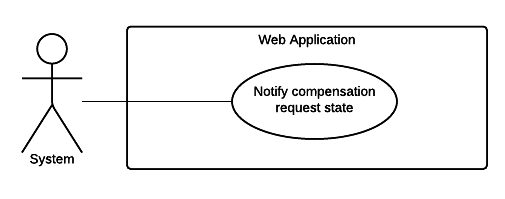 Web Application
Notify compensation
request state
System